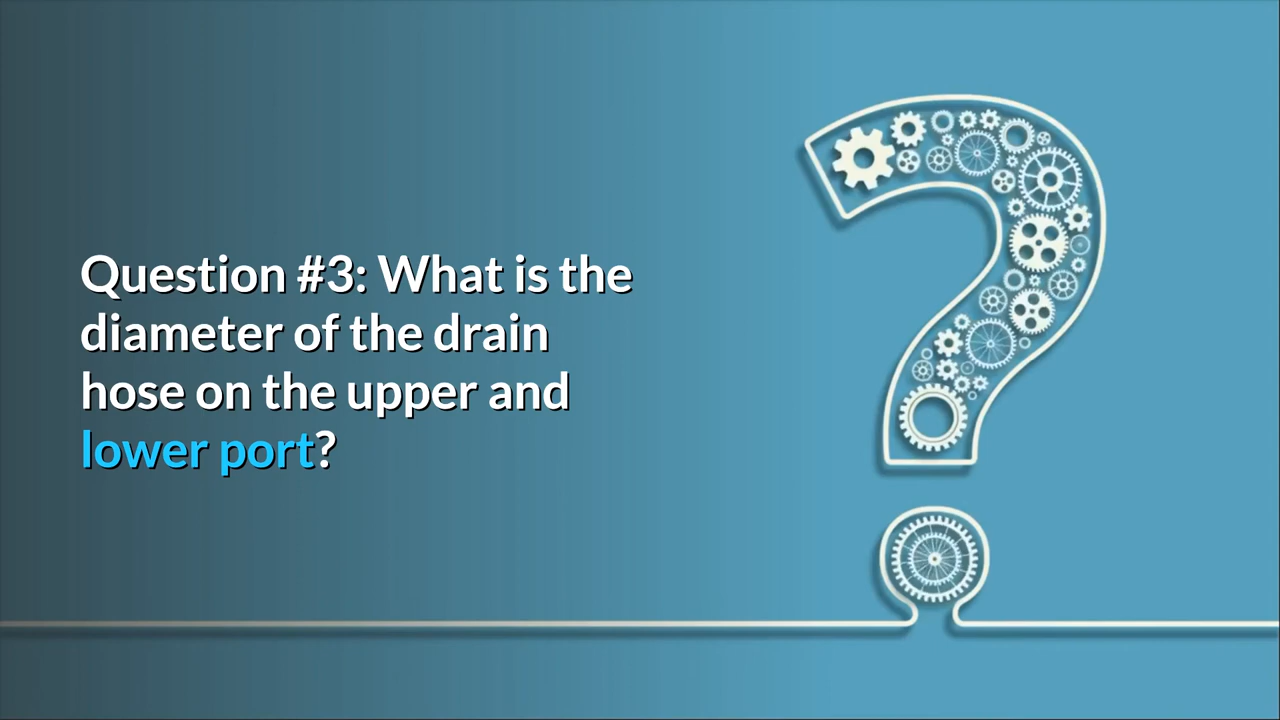 Question #3: What is the
diameter of the drain
hose on the upper and
lower port?